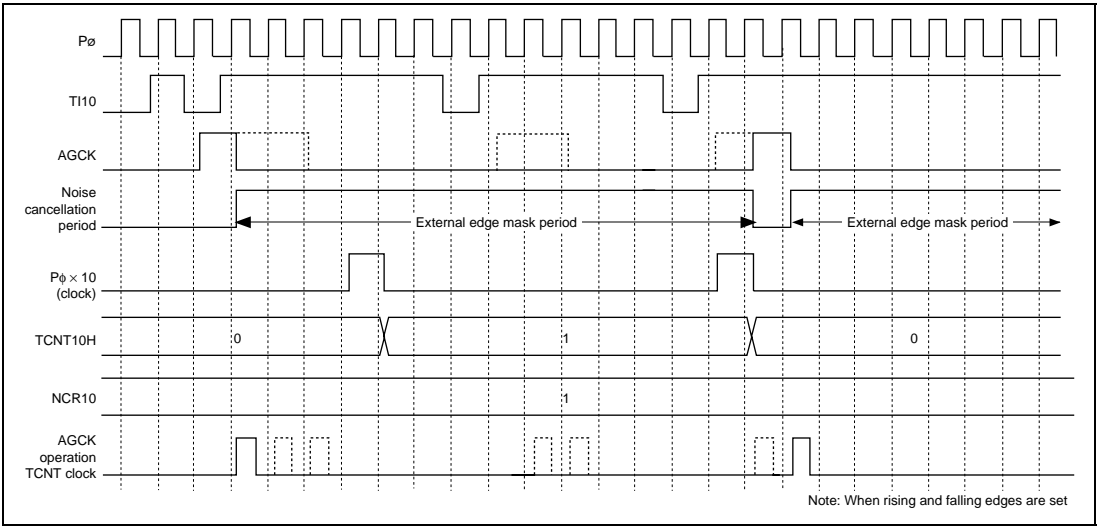 Pø
TI10
AGCK
Noise
cancellation
period
External edge mask period
External edge mask period
Pϕ × 10
(clock)
TCNT10H
0
1
0
NCR10
1
AGCK
operation
TCNT clock
Note: When rising and falling edges are set